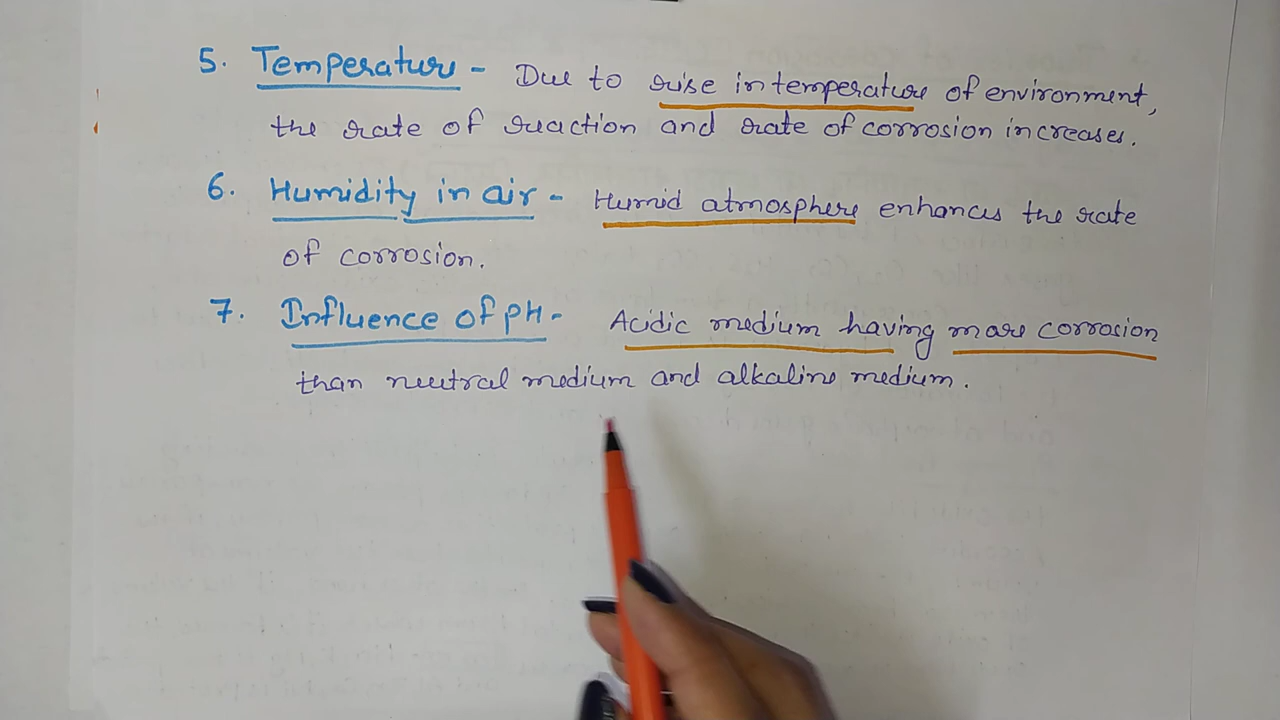 5. Temperature - Due to rise in temperature of environment,
the rate of reaction and rate of corrosion increases.
6. Humidity in air - Humid atmosphere enhances the rate
of corrosion.
7. Influence of pH - Acidic medium having more corrosion
than neutral medium and alkaline medium.